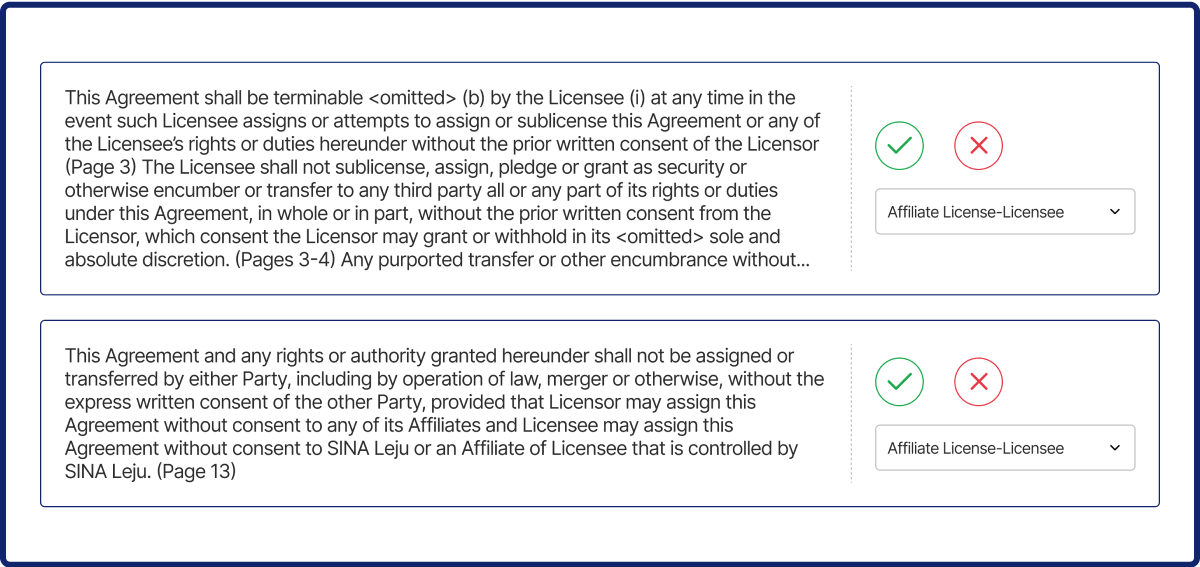 This Agreement shall be terminable <omitted> (b) by the Licensee (i) at any time in the
event such Licensee assigns or attempts to assign or sublicense this Agreement or any of
the Licensee’s rights or duties hereunder without the prior written consent of the Licensor
(Page 3) The Licensee shall not sublicense, assign, pledge or grant as security or
otherwise encumber or transfer to any third party all or any part of its rights or duties
under this Agreement, in whole or in part, without the prior written consent from the
Licensor, which consent the Licensor may grant or withhold in its <omitted> sole and
absolute discretion. (Pages 3-4) Any purported transfer or other encumbrance without...
Affiliate License-Licensee
This Agreement and any rights or authority granted hereunder shall not be assigned or
transferred by either Party, including by operation of law, merger or otherwise, without the
express written consent of the other Party, provided that Licensor may assign this
Agreement without consent to any of its Affiliates and Licensee may assign this
Agreement without consent to SINA Leju or an Affiliate of Licensee that is controlled by
SINA Leju. (Page 13)
Affiliate License-Licensee